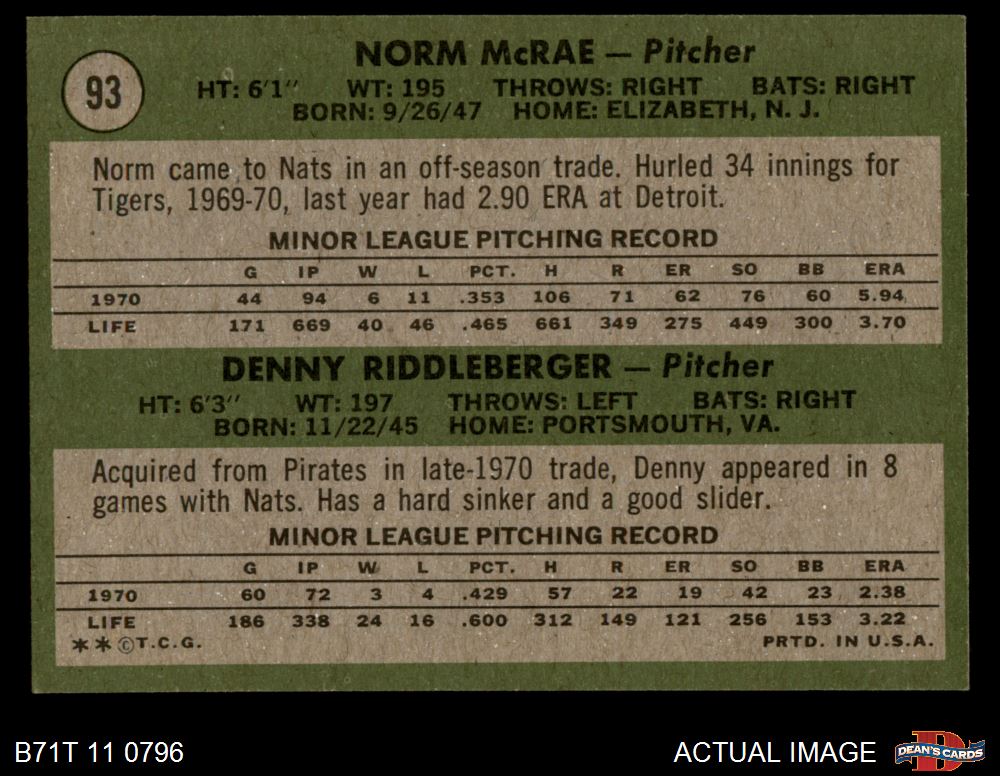 93
NORM McRAE — Pitcher
HT: 6'1" WT: 195 THROWS: RIGHT BATS: RIGHT
BORN: 9/26/47 HOME: ELIZABETH, N. J.
Norm came to Nats in an off-season trade. Hurled 34 innings for
Tigers, 1969-70, last year had 2.90 ERA at Detroit.
MINOR LEAGUE PITCHING RECORD
G IP W L PCT. H R ER SO BB ERA
1970 44 94 6 11 .353 106 71 62 76 60 5.94
LIFE 171 669 40 46 .465 661 349 275 449 300 3.70
DENNY RIDDLEBERGER — Pitcher
HT: 6'3" WT: 197 THROWS: LEFT BATS: RIGHT
BORN: 11/22/45 HOME: PORTSMOUTH, VA.
Acquired from Pirates in late-1970 trade, Denny appeared in 8
games with Nats. Has a hard sinker and a good slider.
MINOR LEAGUE PITCHING RECORD
G IP W L PCT. H R ER SO BB ERA
1970 60 72 3 4 .429 57 22 19 42 23 2.38
LIFE 186 338 24 16 .600 312 149 121 256 153 3.22
**©T.C.G. PRTD. IN U.S.A.
B71T 11 0796 ACTUAL IMAGE DEAN'S CARDS